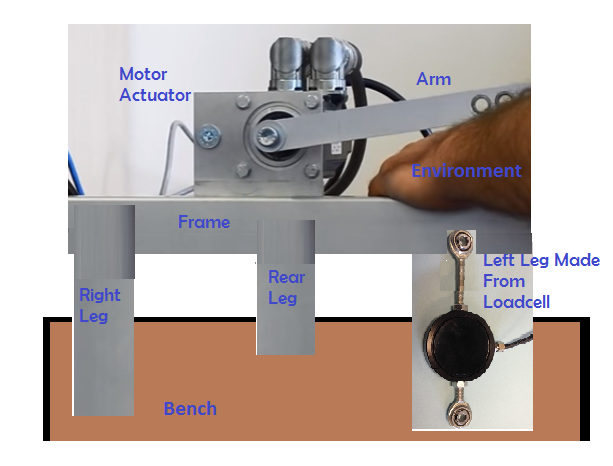 Motor
Actuator
Arm
Environment
Frame
Right
Leg
Rear
Leg
Left Leg Made
From
Loadcell
Bench